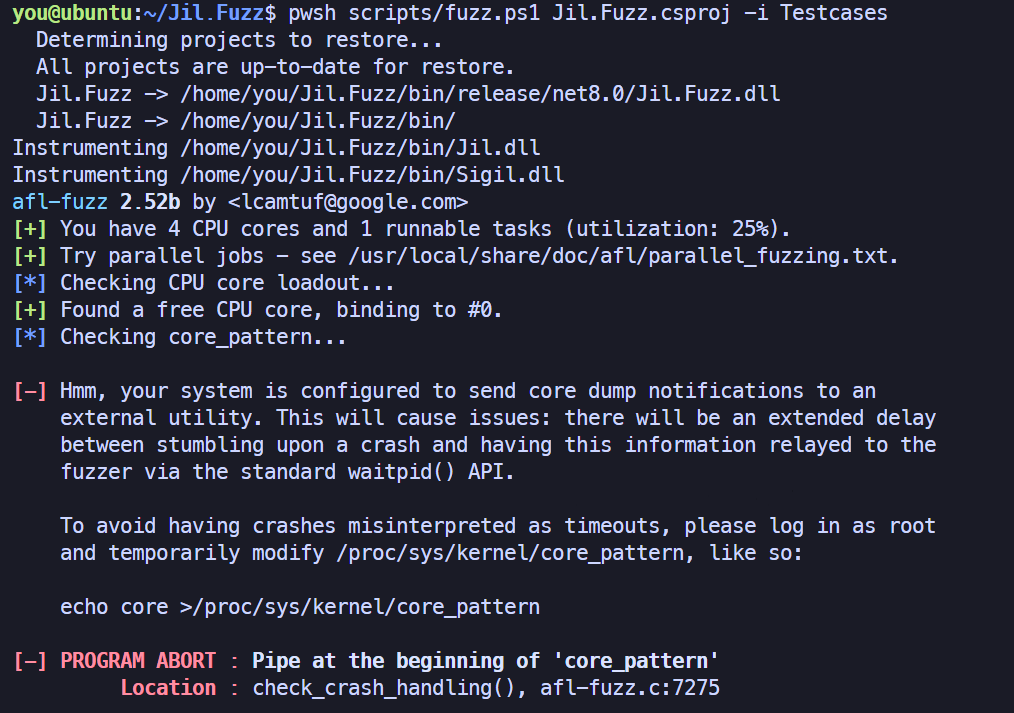 you@ubuntu:~/Jil.Fuzz$ pwsh scripts/fuzz.ps1 Jil.Fuzz.csproj -i Testcases
Determining projects to restore...
All projects are up-to-date for restore.
Jil.Fuzz -> /home/you/Jil.Fuzz/bin/release/net8.0/Jil.Fuzz.dll
Jil.Fuzz -> /home/you/Jil.Fuzz/bin/
Instrumenting /home/you/Jil.Fuzz/bin/Jil.dll
Instrumenting /home/you/Jil.Fuzz/bin/Sigil.dll
afl-fuzz 2.52b by <lcamtuf@google.com>
[+] You have 4 CPU cores and 1 runnable tasks (utilization: 25%).
[+] Try parallel jobs - see /usr/local/share/doc/afl/parallel_fuzzing.txt.
[*] Checking CPU core loadout...
[+] Found a free CPU core, binding to #0.
[*] Checking core_pattern...
[-] Hmm, your system is configured to send core dump notifications to an
external utility. This will cause issues: there will be an extended delay
between stumbling upon a crash and having this information relayed to the
fuzzer via the standard waitpid() API.
To avoid having crashes misinterpreted as timeouts, please log in as root
and temporarily modify /proc/sys/kernel/core_pattern, like so:
echo core >/proc/sys/kernel/core_pattern
[-] PROGRAM ABORT : Pipe at the beginning of 'core_pattern'
Location : check_crash_handling(), afl-fuzz.c:7275